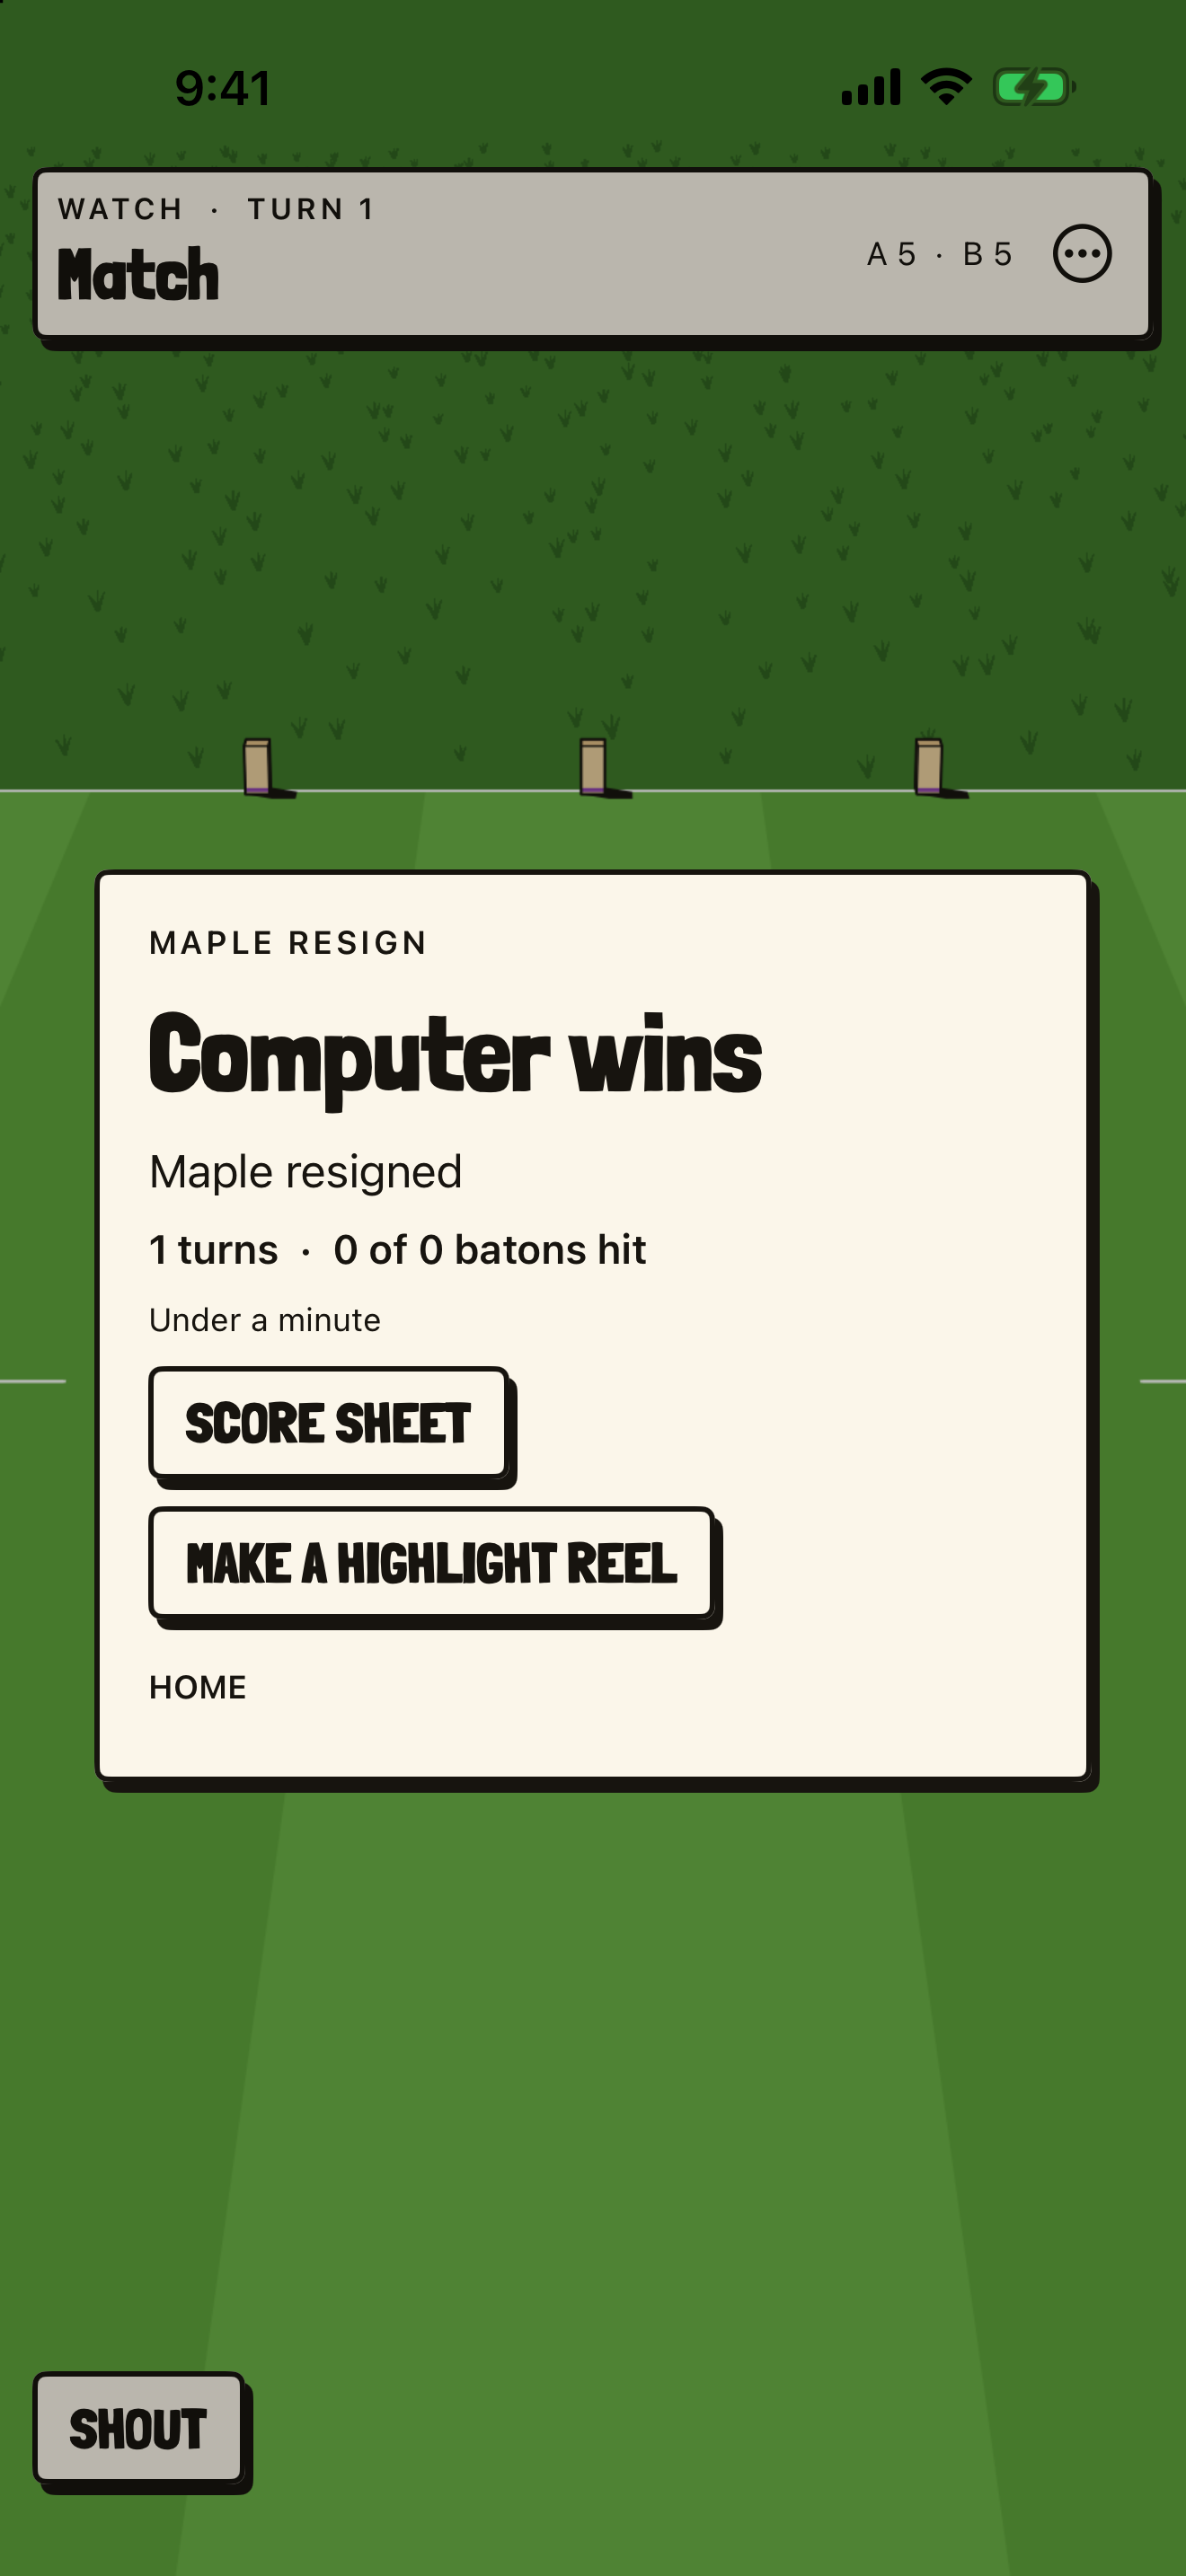 9:41
WATCH · TURN 1
Match
A 5 · B 5
MAPLE RESIGN
Computer wins
Maple resigned
1 turns · 0 of 0 batons hit
Under a minute
SCORE SHEET
MAKE A HIGHLIGHT REEL
HOME
SHOUT